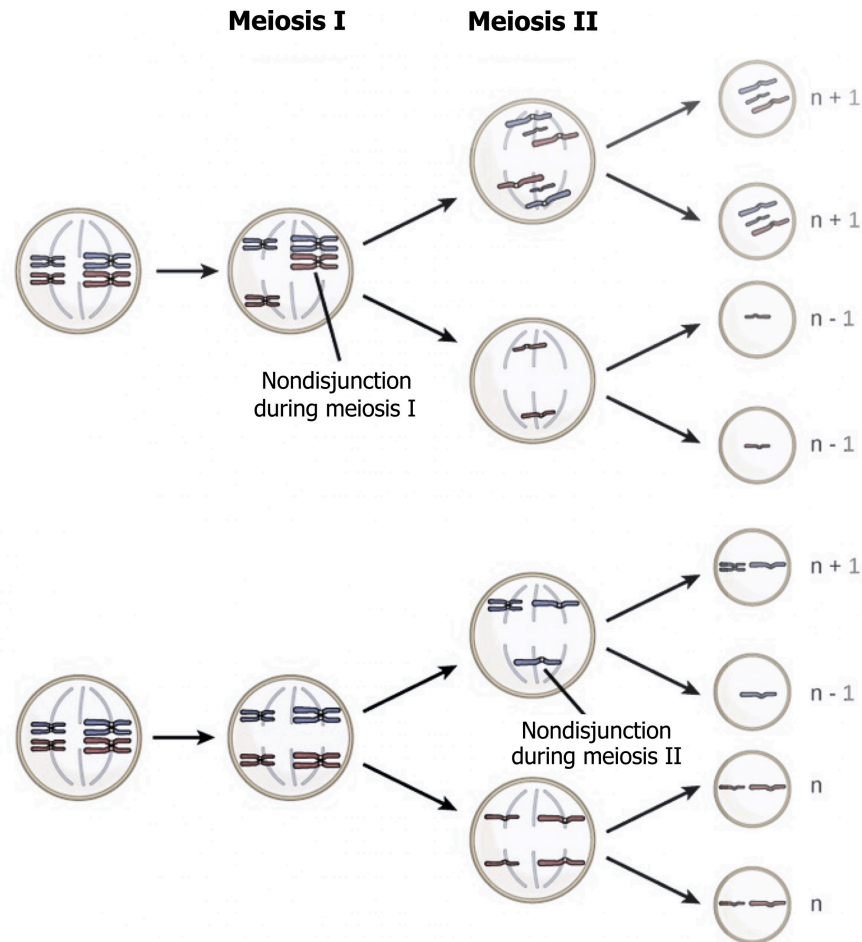 Meiosis I
Meiosis II
n + 1
n + 1
n - 1
n - 1
Nondisjunction
during meiosis I
n + 1
n - 1
Nondisjunction
during meiosis II
n
n